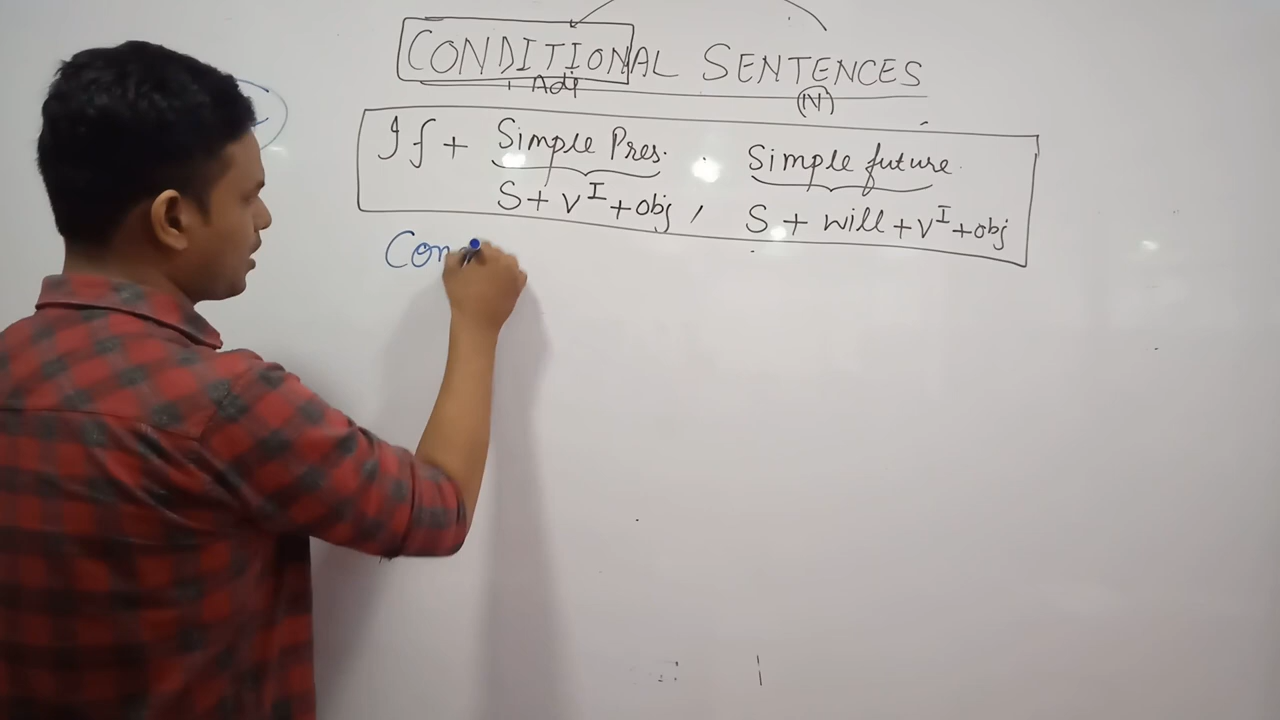 CONDITIONAL SENTENCES
Adj (N)
If + Simple Pres. Simple future.
S + V^I + obj, S + will + V^I + obj
Con